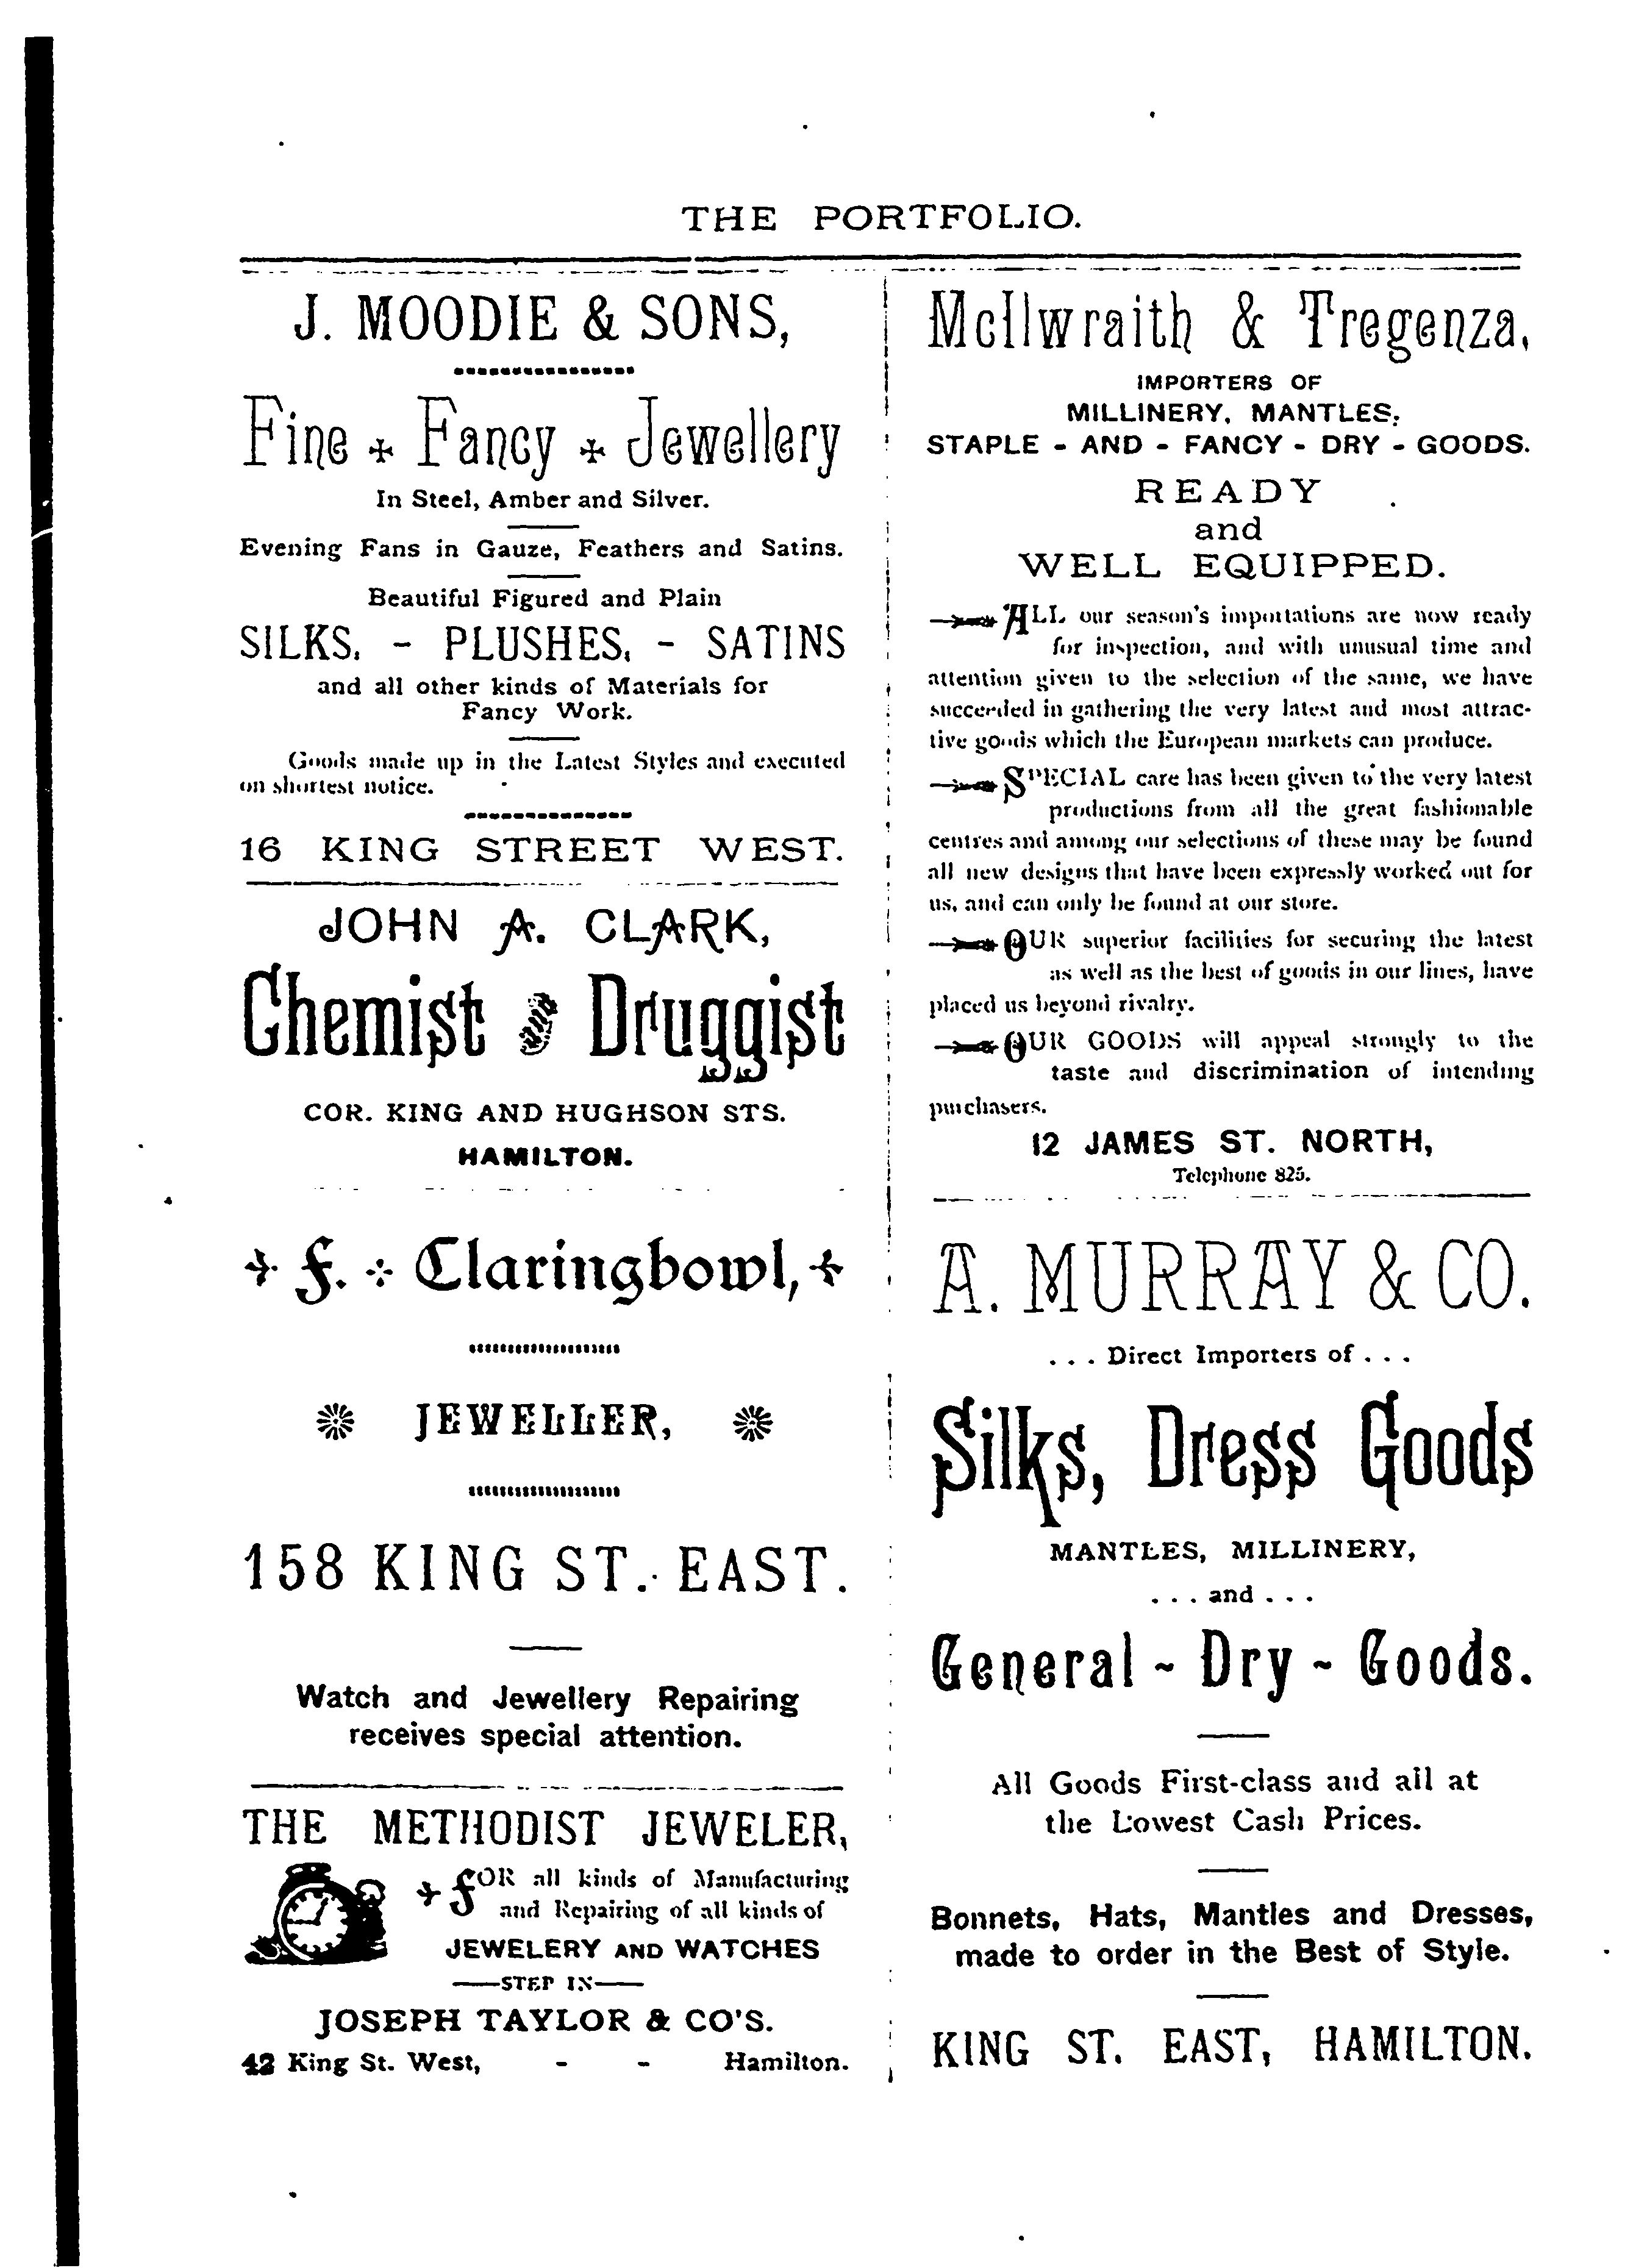 THE PORTFOLIO.
J. MOODIE & SONS,
Fine Fancy Jewellery
In Steel, Amber and Silver.
Evening Fans in Gauze, Feathers and Satins.
Beautiful Figured and Plain
SILKS, - PLUSHES, - SATINS
and all other kinds of Materials for
Fancy Work.
Goods made up in the Latest Styles and executed
on shortest notice.
16 KING STREET WEST.
JOHN A. CLARK,
Chemist Druggist
COR. KING AND HUGHSON STS.
HAMILTON.
F. Claringbowl,
JEWELLER,
158 KING ST. EAST.
Watch and Jewellery Repairing
receives special attention.
THE METHODIST JEWELER,
FOR all kinds of Manufacturing
and Repairing of all kinds of
JEWELERY AND WATCHES
—STEP IN—
JOSEPH TAYLOR & CO'S.
42 King St. West, - - Hamilton.
McIlwraith & Tregenza,
IMPORTERS OF
MILLINERY, MANTLES,
STAPLE - AND - FANCY - DRY - GOODS.
READY
and
WELL EQUIPPED.
ALL our season's importations are now ready
for inspection, and with unusual time and
attention given to the selection of the same, we have
succeeded in gathering the very latest and most attrac-
tive goods which the European markets can produce.
SPECIAL care has been given to the very latest
productions from all the great fashionable
centres and among our selections of these may be found
all new designs that have been expressly worked out for
us, and can only be found at our store.
OUR superior facilities for securing the latest
as well as the best of goods in our lines, have
placed us beyond rivalry.
OUR GOODS will appeal strongly to the
taste and discrimination of intending
purchasers.
12 JAMES ST. NORTH,
Telephone 825.
A. MURRAY & CO.
. . . Direct Importers of . . .
Silks, Dress Goods
MANTLES, MILLINERY,
. . . and . . .
General - Dry - Goods.
All Goods First-class and all at
the Lowest Cash Prices.
Bonnets, Hats, Mantles and Dresses,
made to order in the Best of Style.
KING ST. EAST, HAMILTON.